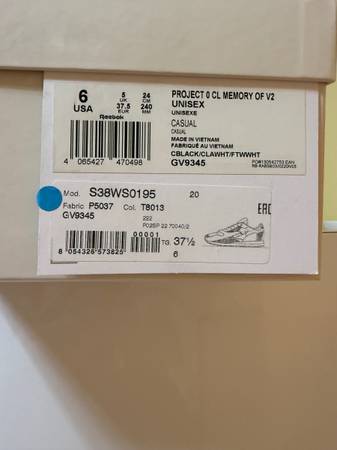 6
USA
5
UK
37.5
EUR
24
CM
240
MM
Reebok
4 065427 470498
PROJECT 0 CL MEMORY OF V2
UNISEX
UNISEXE
CASUAL
CASUAL
MADE IN VIETNAM
FABRIQUÉ AU VIETNAM
CBLACK/CLAWHT/FTWWHT
GV9345
Mod. S38WS0195 20
Fabric P5037 Col. T8013
GV9345
222
EAC
00001
8 054326 573825
TG. 37½
6